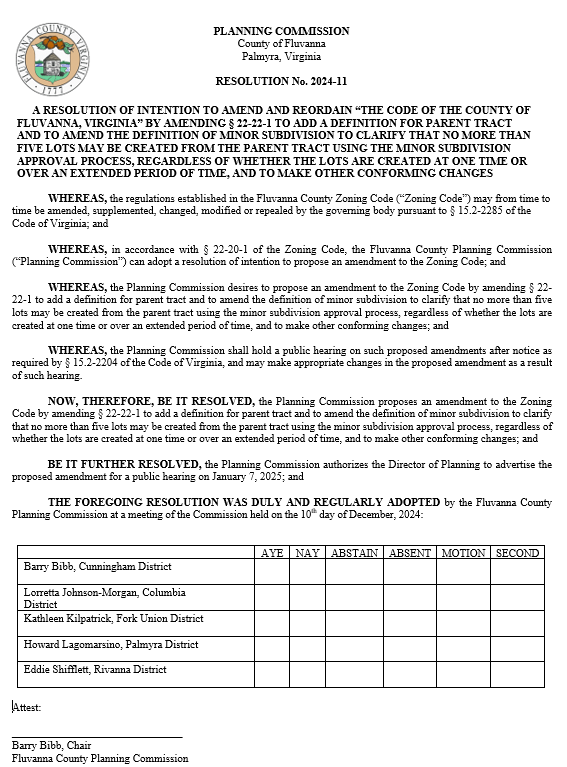 FLUVANNA COUNTY VIRGINIA
1777
PLANNING COMMISSION
County of Fluvanna
Palmyra, Virginia
RESOLUTION No. 2024-11
A RESOLUTION OF INTENTION TO AMEND AND REORDAIN “THE CODE OF THE COUNTY OF
FLUVANNA, VIRGINIA” BY AMENDING § 22-22-1 TO ADD A DEFINITION FOR PARENT TRACT
AND TO AMEND THE DEFINITION OF MINOR SUBDIVISION TO CLARIFY THAT NO MORE THAN
FIVE LOTS MAY BE CREATED FROM THE PARENT TRACT USING THE MINOR SUBDIVISION
APPROVAL PROCESS, REGARDLESS OF WHETHER THE LOTS ARE CREATED AT ONE TIME OR
OVER AN EXTENDED PERIOD OF TIME, AND TO MAKE OTHER CONFORMING CHANGES
WHEREAS, the regulations established in the Fluvanna County Zoning Code (“Zoning Code”) may from time to
time be amended, supplemented, changed, modified or repealed by the governing body pursuant to § 15.2-2285 of the
Code of Virginia; and
WHEREAS, in accordance with § 22-20-1 of the Zoning Code, the Fluvanna County Planning Commission
(“Planning Commission”) can adopt a resolution of intention to propose an amendment to the Zoning Code; and
WHEREAS, the Planning Commission desires to propose an amendment to the Zoning Code by amending § 22-
22-1 to add a definition for parent tract and to amend the definition of minor subdivision to clarify that no more than five
lots may be created from the parent tract using the minor subdivision approval process, regardless of whether the lots are
created at one time or over an extended period of time, and to make other conforming changes; and
WHEREAS, the Planning Commission shall hold a public hearing on such proposed amendments after notice as
required by § 15.2-2204 of the Code of Virginia, and may make appropriate changes in the proposed amendment as a result
of such hearing.
NOW, THEREFORE, BE IT RESOLVED, the Planning Commission proposes an amendment to the Zoning
Code by amending § 22-22-1 to add a definition for parent tract and to amend the definition of minor subdivision to clarify
that no more than five lots may be created from the parent tract using the minor subdivision approval process, regardless of
whether the lots are created at one time or over an extended period of time, and to make other conforming changes; and
BE IT FURTHER RESOLVED, the Planning Commission authorizes the Director of Planning to advertise the
proposed amendment for a public hearing on January 7, 2025; and
THE FOREGOING RESOLUTION WAS DULY AND REGULARLY ADOPTED by the Fluvanna County
Planning Commission at a meeting of the Commission held on the 10th day of December, 2024:
AYE NAY ABSTAIN ABSENT MOTION SECOND
Barry Bibb, Cunningham District
Lorretta Johnson-Morgan, Columbia
District
Kathleen Kilpatrick, Fork Union District
Howard Lagomarsino, Palmyra District
Eddie Shifflett, Rivanna District
Attest:
Barry Bibb, Chair
Fluvanna County Planning Commission